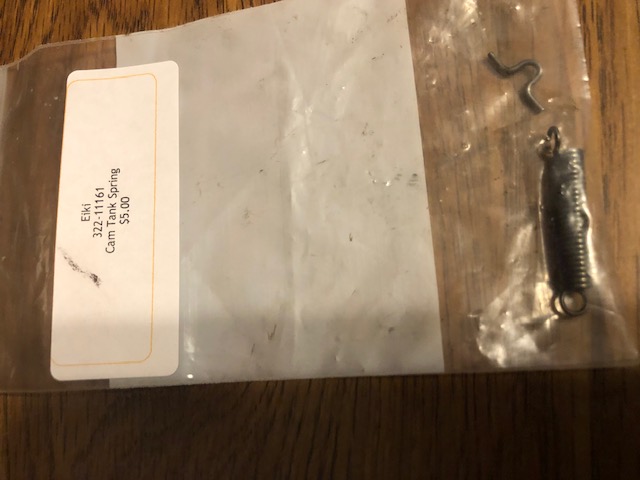 Eiki
322-11161
Cam Tank Spring
$5.00